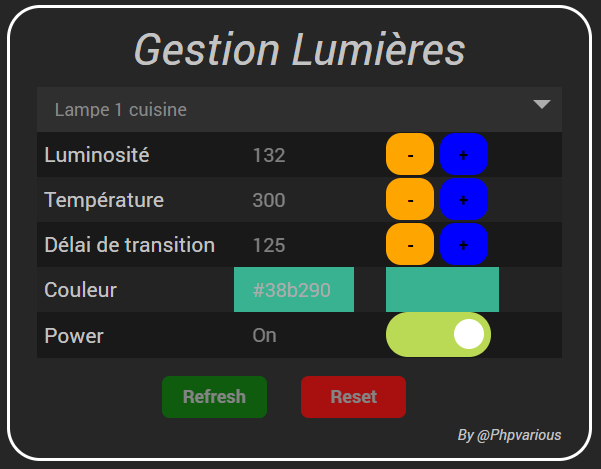 Gestion Lumières
Lampe 1 cuisine
Luminosité 132 - +
Température 300 - +
Délai de transition 125 - +
Couleur #38b290
Power On
Refresh Reset
By @Phpvarious